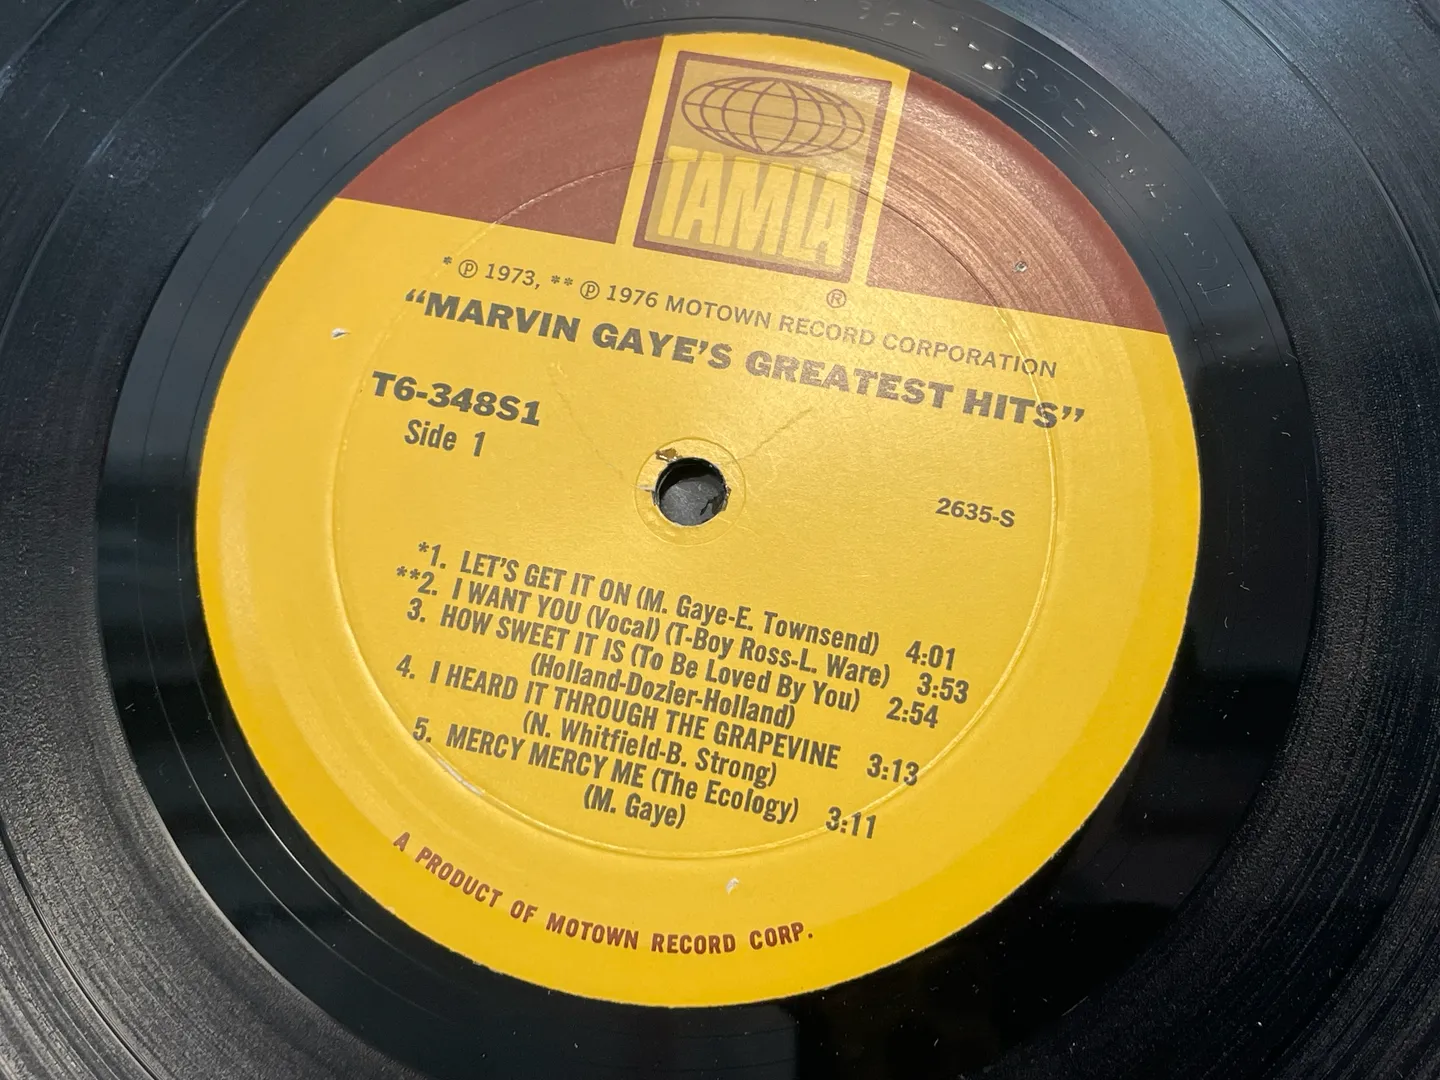 TAMLA
®
* ℗ 1973, ** ℗ 1976 MOTOWN RECORD CORPORATION
“MARVIN GAYE’S GREATEST HITS”
T6-348S1
Side 1
2635-S
*1. LET’S GET IT ON (M. Gaye-E. Townsend) 4:01
**2. I WANT YOU (Vocal) (T-Boy Ross-L. Ware) 3:53
3. HOW SWEET IT IS (To Be Loved By You) 2:54
(Holland-Dozier-Holland)
4. I HEARD IT THROUGH THE GRAPEVINE 3:13
(N. Whitfield-B. Strong)
5. MERCY MERCY ME (The Ecology) 3:11
(M. Gaye)
A PRODUCT OF MOTOWN RECORD CORP.